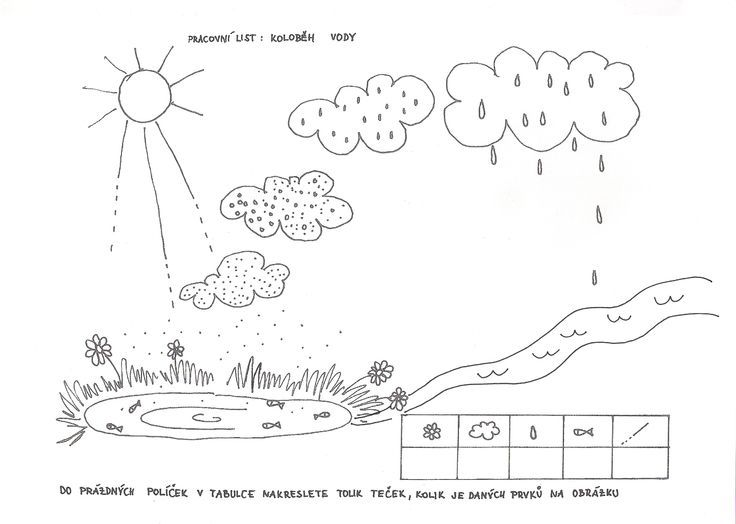 PRACOVNÍ LIST: KOLOBĚH VODY
DO PRÁZDNÝCH POLÍČEK V TABULCE NAKRESLETE TOLIK TEČEK, KOLIK JE DANÝCH PRVKŮ NA OBRÁZKU